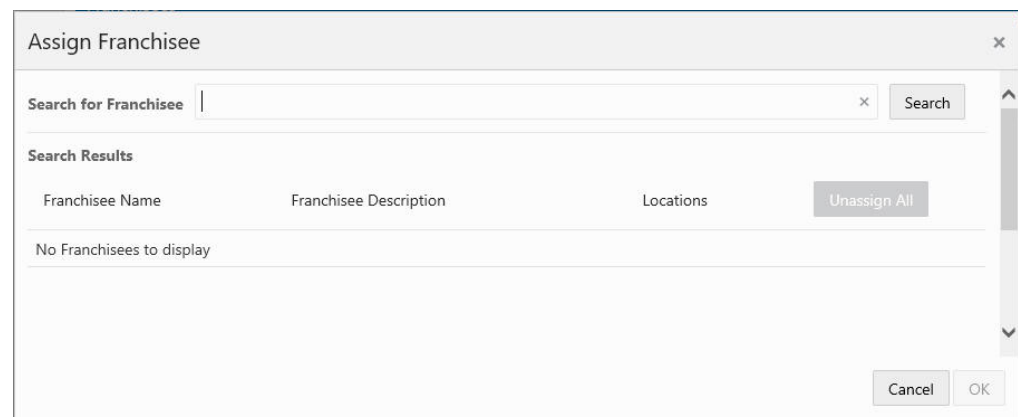 Assign Franchisee ×
Search for Franchisee × Search
Search Results
Franchisee Name Franchisee Description Locations Unassign All
No Franchisees to display
Cancel OK